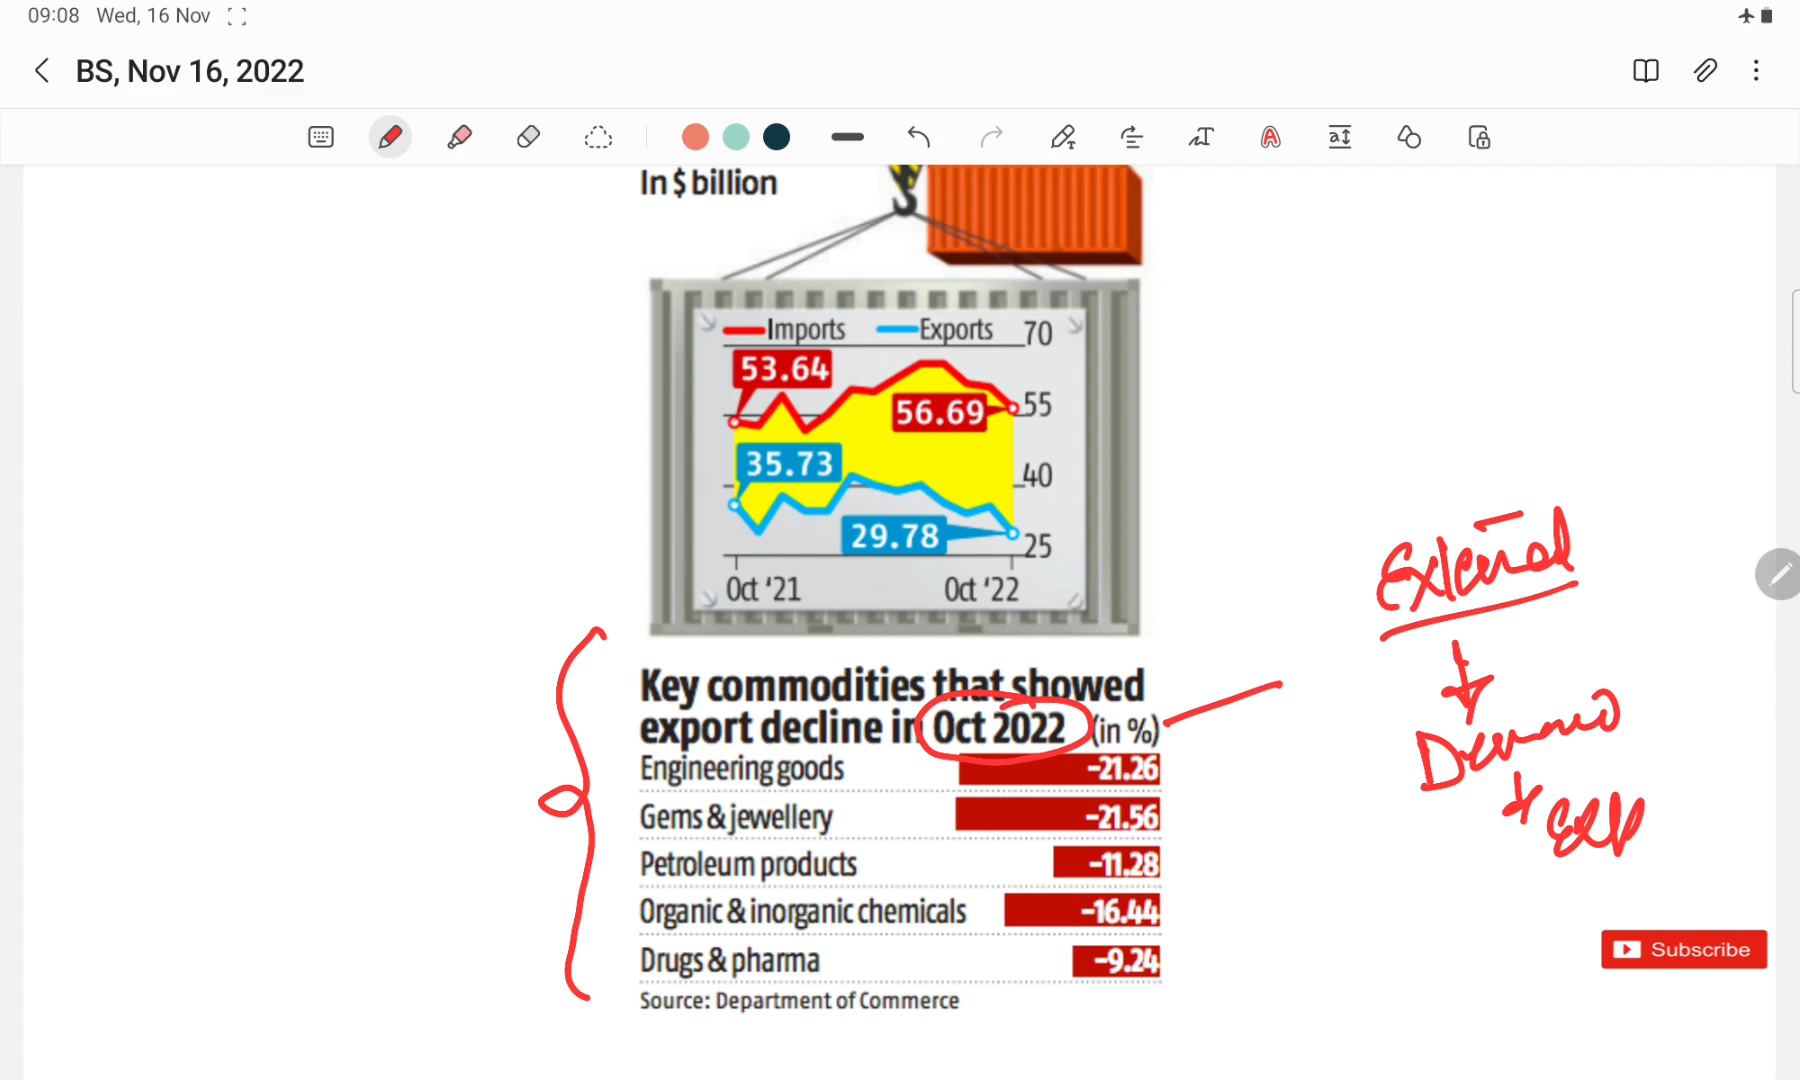 09:08 Wed, 16 Nov
BS, Nov 16, 2022
In $ billion
Imports Exports 70
53.64
56.69 55
35.73
40
29.78
25
Oct ‘21 Oct ‘22
External
Key commodities that showed
export decline in Oct 2022 (in %)
Demand
Engineering goods -21.26
Gems & jewellery -21.56
Petroleum products -11.28
Organic & inorganic chemicals -16.44
Drugs & pharma -9.24
Subscribe
Source: Department of Commerce